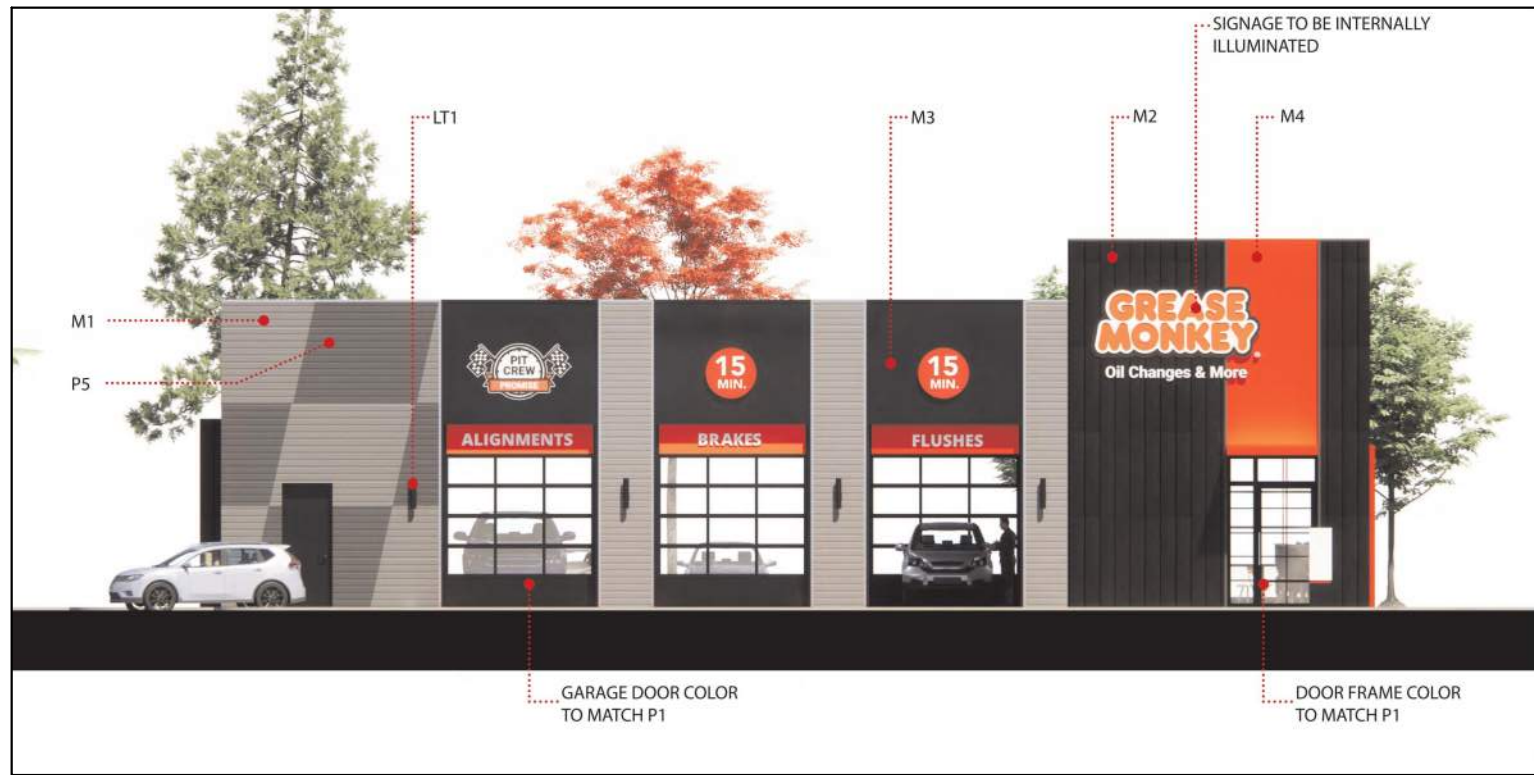 SIGNAGE TO BE INTERNALLY
ILLUMINATED
LT1
M3
M2
M4
M1
P5
PIT
CREW
PROMISE
15
MIN.
15
MIN.
GREASE
MONKEY
Oil Changes & More
ALIGNMENTS
BRAKES
FLUSHES
GARAGE DOOR COLOR
TO MATCH P1
DOOR FRAME COLOR
TO MATCH P1